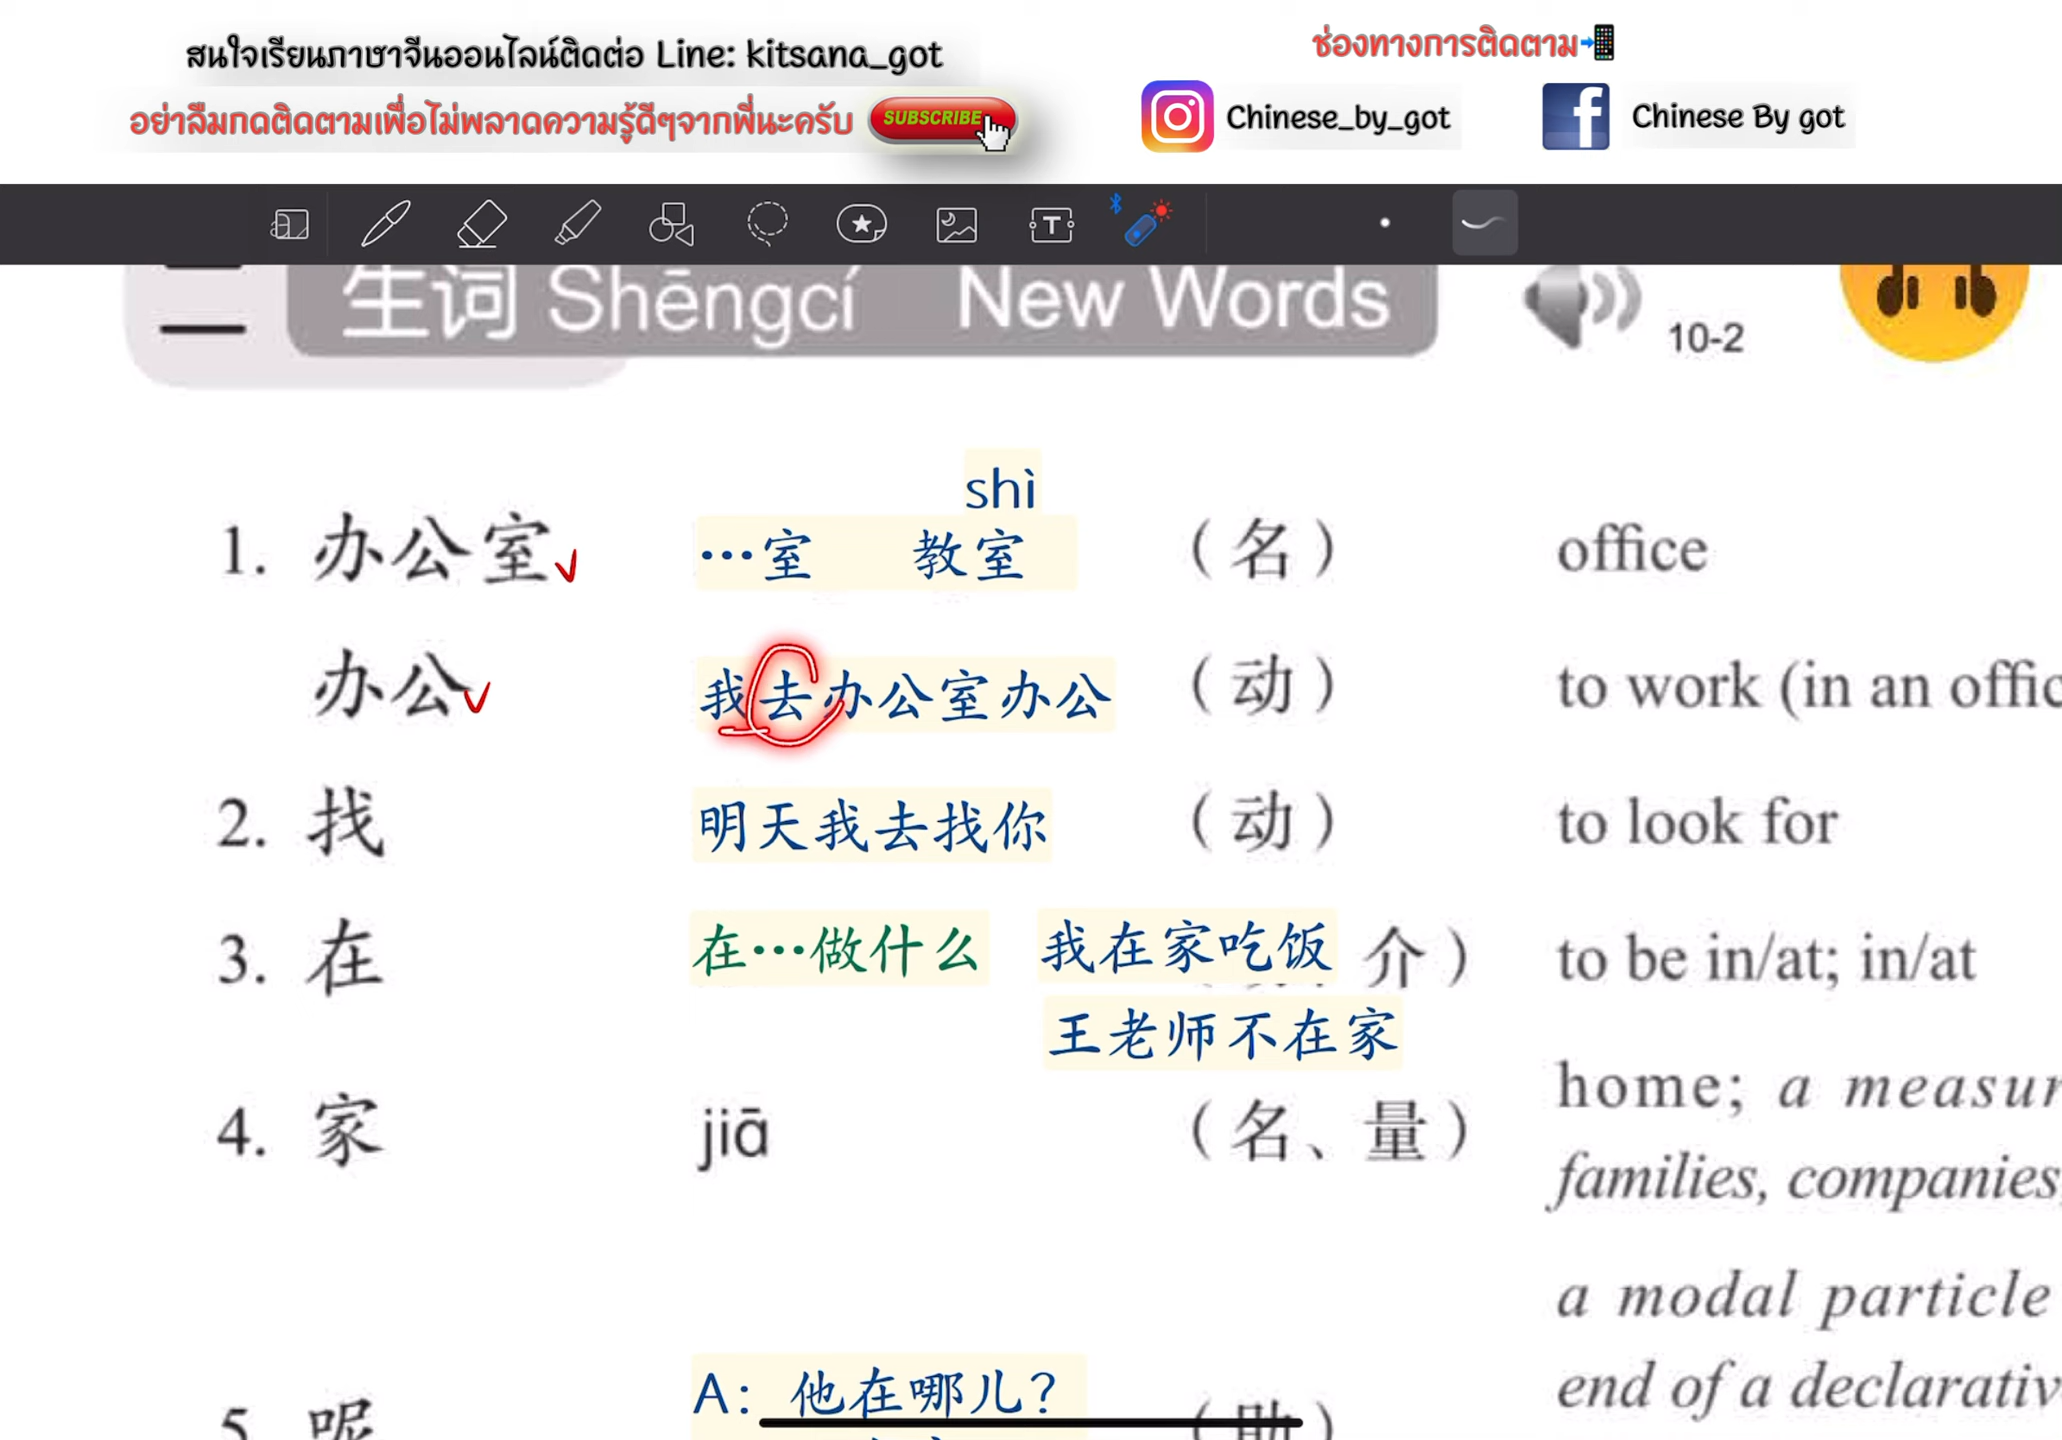 สนใจเรียนภาษาจีนออนไลน์ติดต่อ Line: kitsana_got
อย่าลืมกดติดตามเพื่อไม่พลาดความรู้ดีๆจากพี่นะครับ SUBSCRIBE
ช่องทางการติดตาม
Chinese_by_got
Chinese By got
生词 Shēngcí New Words
10-2
shì
1. 办公室 …室 教室 (名) office
办公 我去办公室办公 (动) to work (in an offic
2. 找 明天我去找你 (动) to look for
3. 在 在…做什么 我在家吃饭 介) to be in/at; in/at
王老师不在家
4. 家 jiā (名、量) home; a measur
families, companies,
a modal particle
end of a declarativ
5. 呢 A: 他在哪儿? (助)